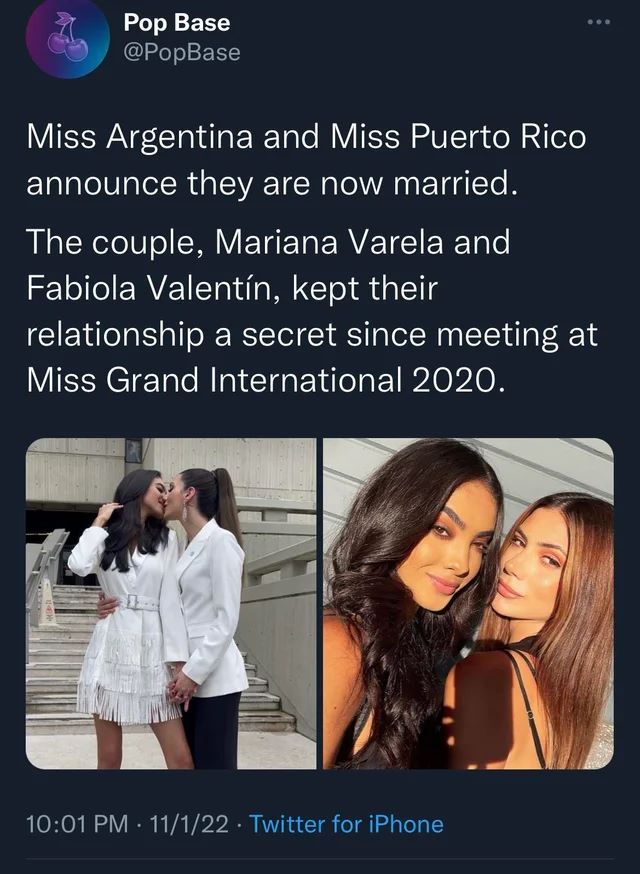 Pop Base
@PopBase
Miss Argentina and Miss Puerto Rico
announce they are now married.
The couple, Mariana Varela and
Fabiola Valentín, kept their
relationship a secret since meeting at
Miss Grand International 2020.
10:01 PM · 11/1/22 · Twitter for iPhone